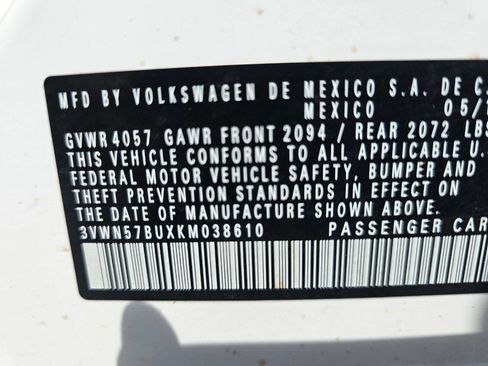 MFD BY VOLKSWAGEN DE MEXICO S.A. DE C.
MEXICO 05/
GVWR 4057 GAWR FRONT 2094 / REAR 2072 LBS
THIS VEHICLE CONFORMS TO ALL APPLICABLE U.
FEDERAL MOTOR VEHICLE SAFETY, BUMPER AND
THEFT PREVENTION STANDARDS IN EFFECT ON
THE DATE OF MANUFACTURE SHOWN ABOVE.
3VWN57BUXKM038610 PASSENGER CAR